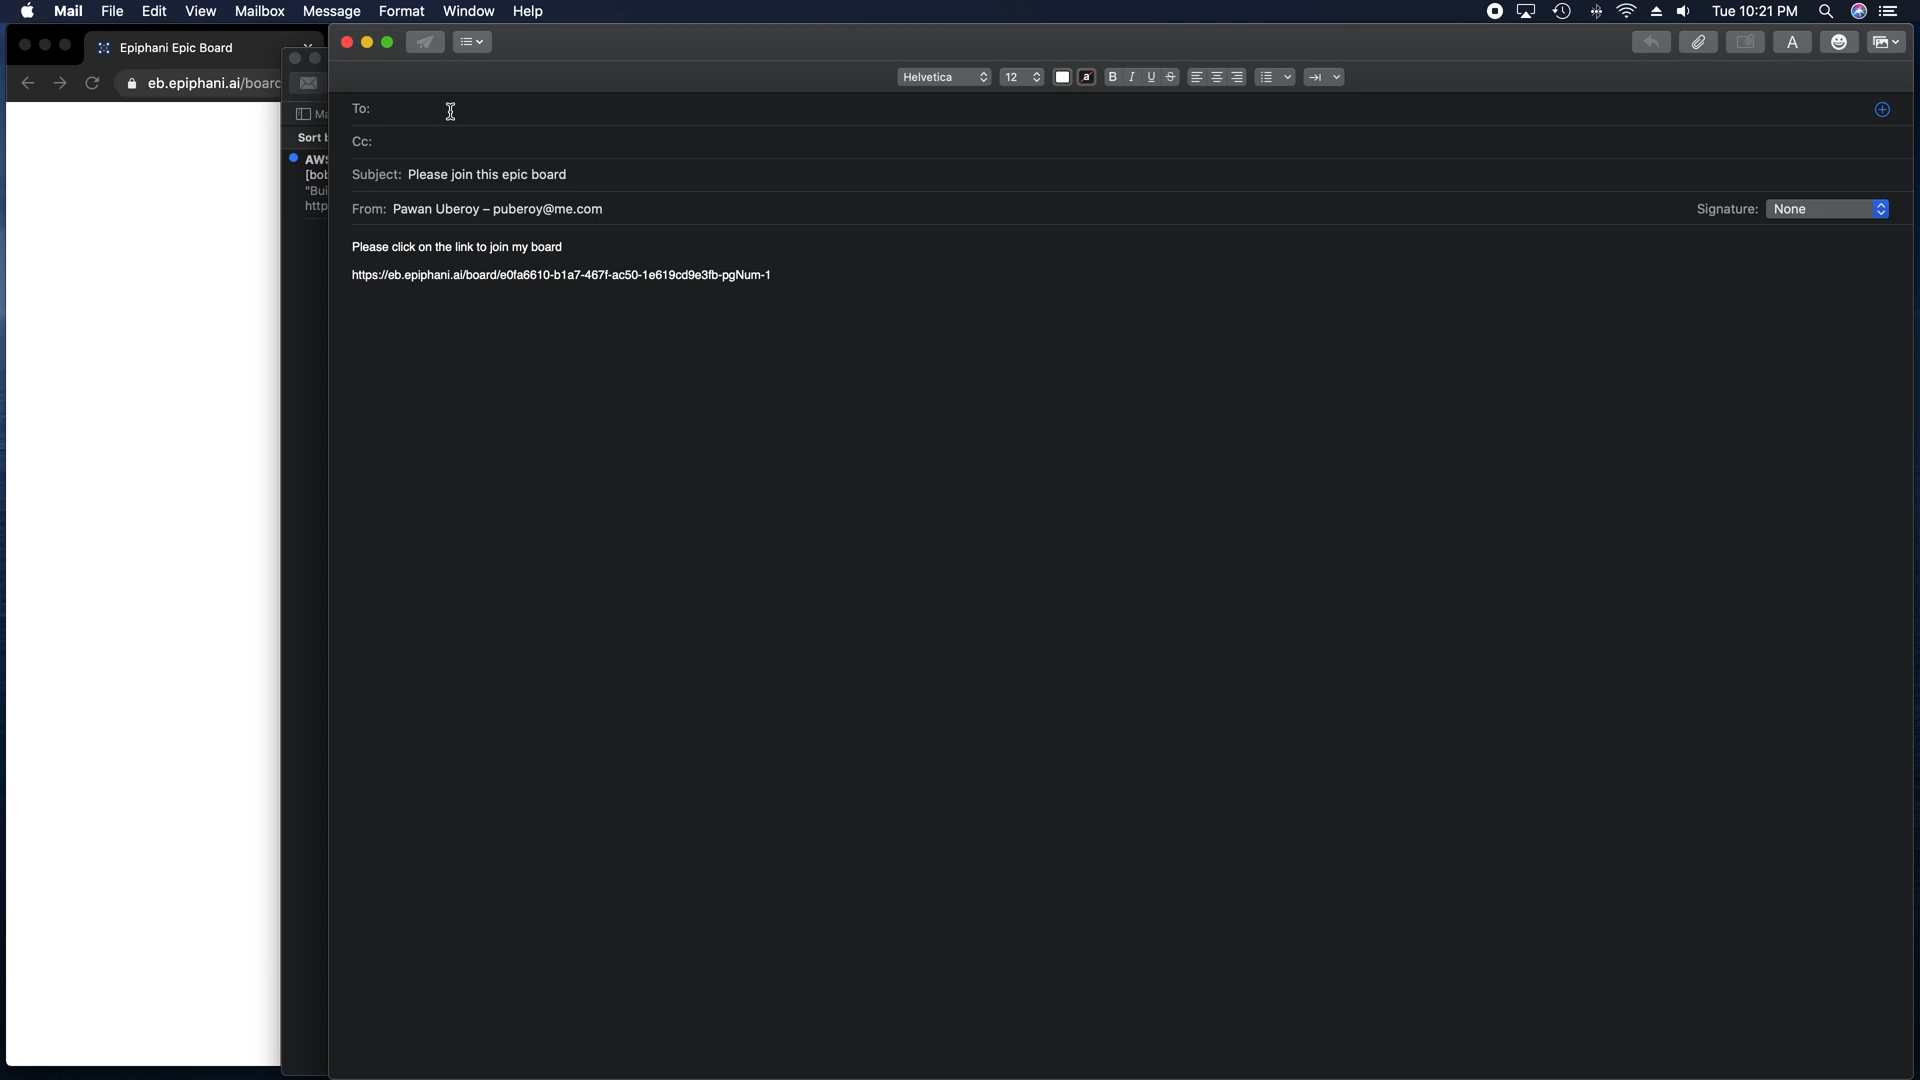 Mail File Edit View Mailbox Message Format Window Help Tue 10:21 PM
Epiphani Epic Board
eb.epiphani.ai/board
Helvetica 12 a B I U S A
To:
Cc:
Sort b
Subject: Please join this epic board
AWS
[bob
"Bui
http
From: Pawan Uberoy – puberoy@me.com Signature: None
Please click on the link to join my board
https://eb.epiphani.ai/board/e0fa6610-b1a7-467f-ac50-1e619cd9e3fb-pgNum-1